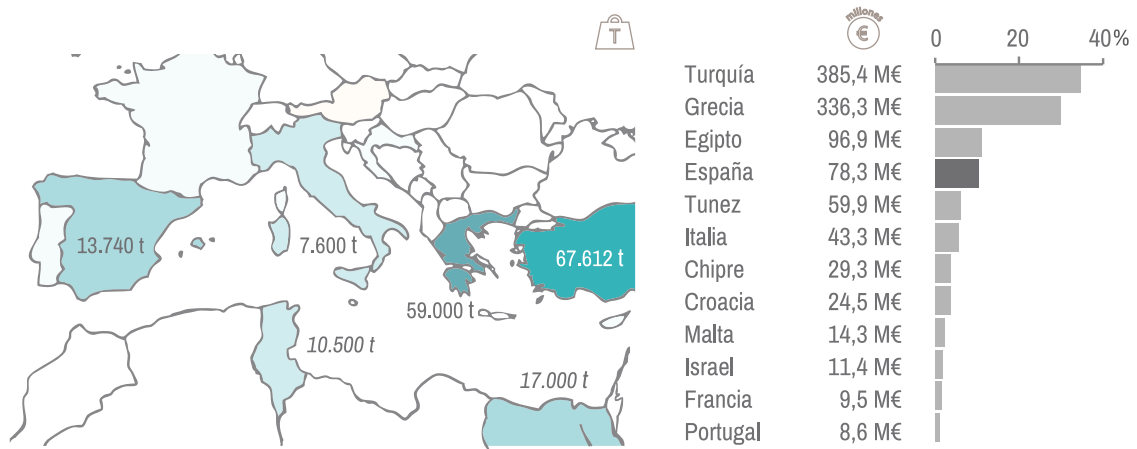 T
13.740 t
7.600 t
67.612 t
59.000 t
10.500 t
17.000 t
millones
€
0 20 40%
Turquía 385,4 M€
Grecia 336,3 M€
Egipto 96,9 M€
España 78,3 M€
Tunez 59,9 M€
Italia 43,3 M€
Chipre 29,3 M€
Croacia 24,5 M€
Malta 14,3 M€
Israel 11,4 M€
Francia 9,5 M€
Portugal 8,6 M€